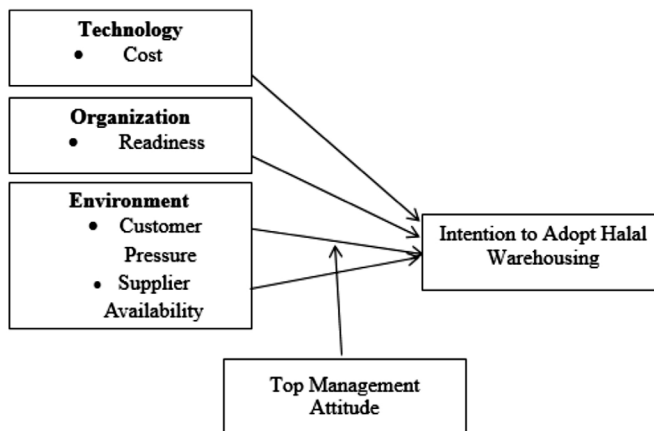 Technology
• Cost
Organization
• Readiness
Environment
• Customer
Pressure
• Supplier
Availability
Intention to Adopt Halal
Warehousing
Top Management
Attitude